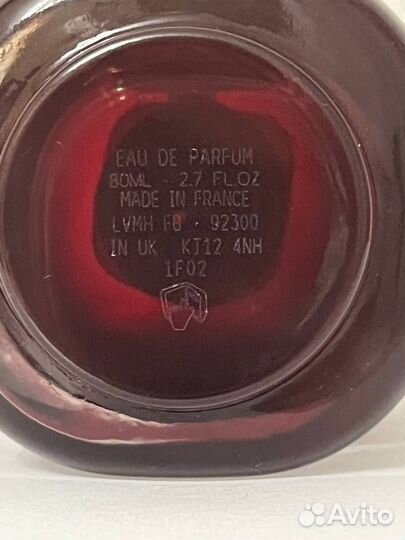 EAU DE PARFUM
80ML - 2.7 FL.OZ
MADE IN FRANCE
LVMH FB · 92300
IN UK KT12 4NH
1F02
Avito